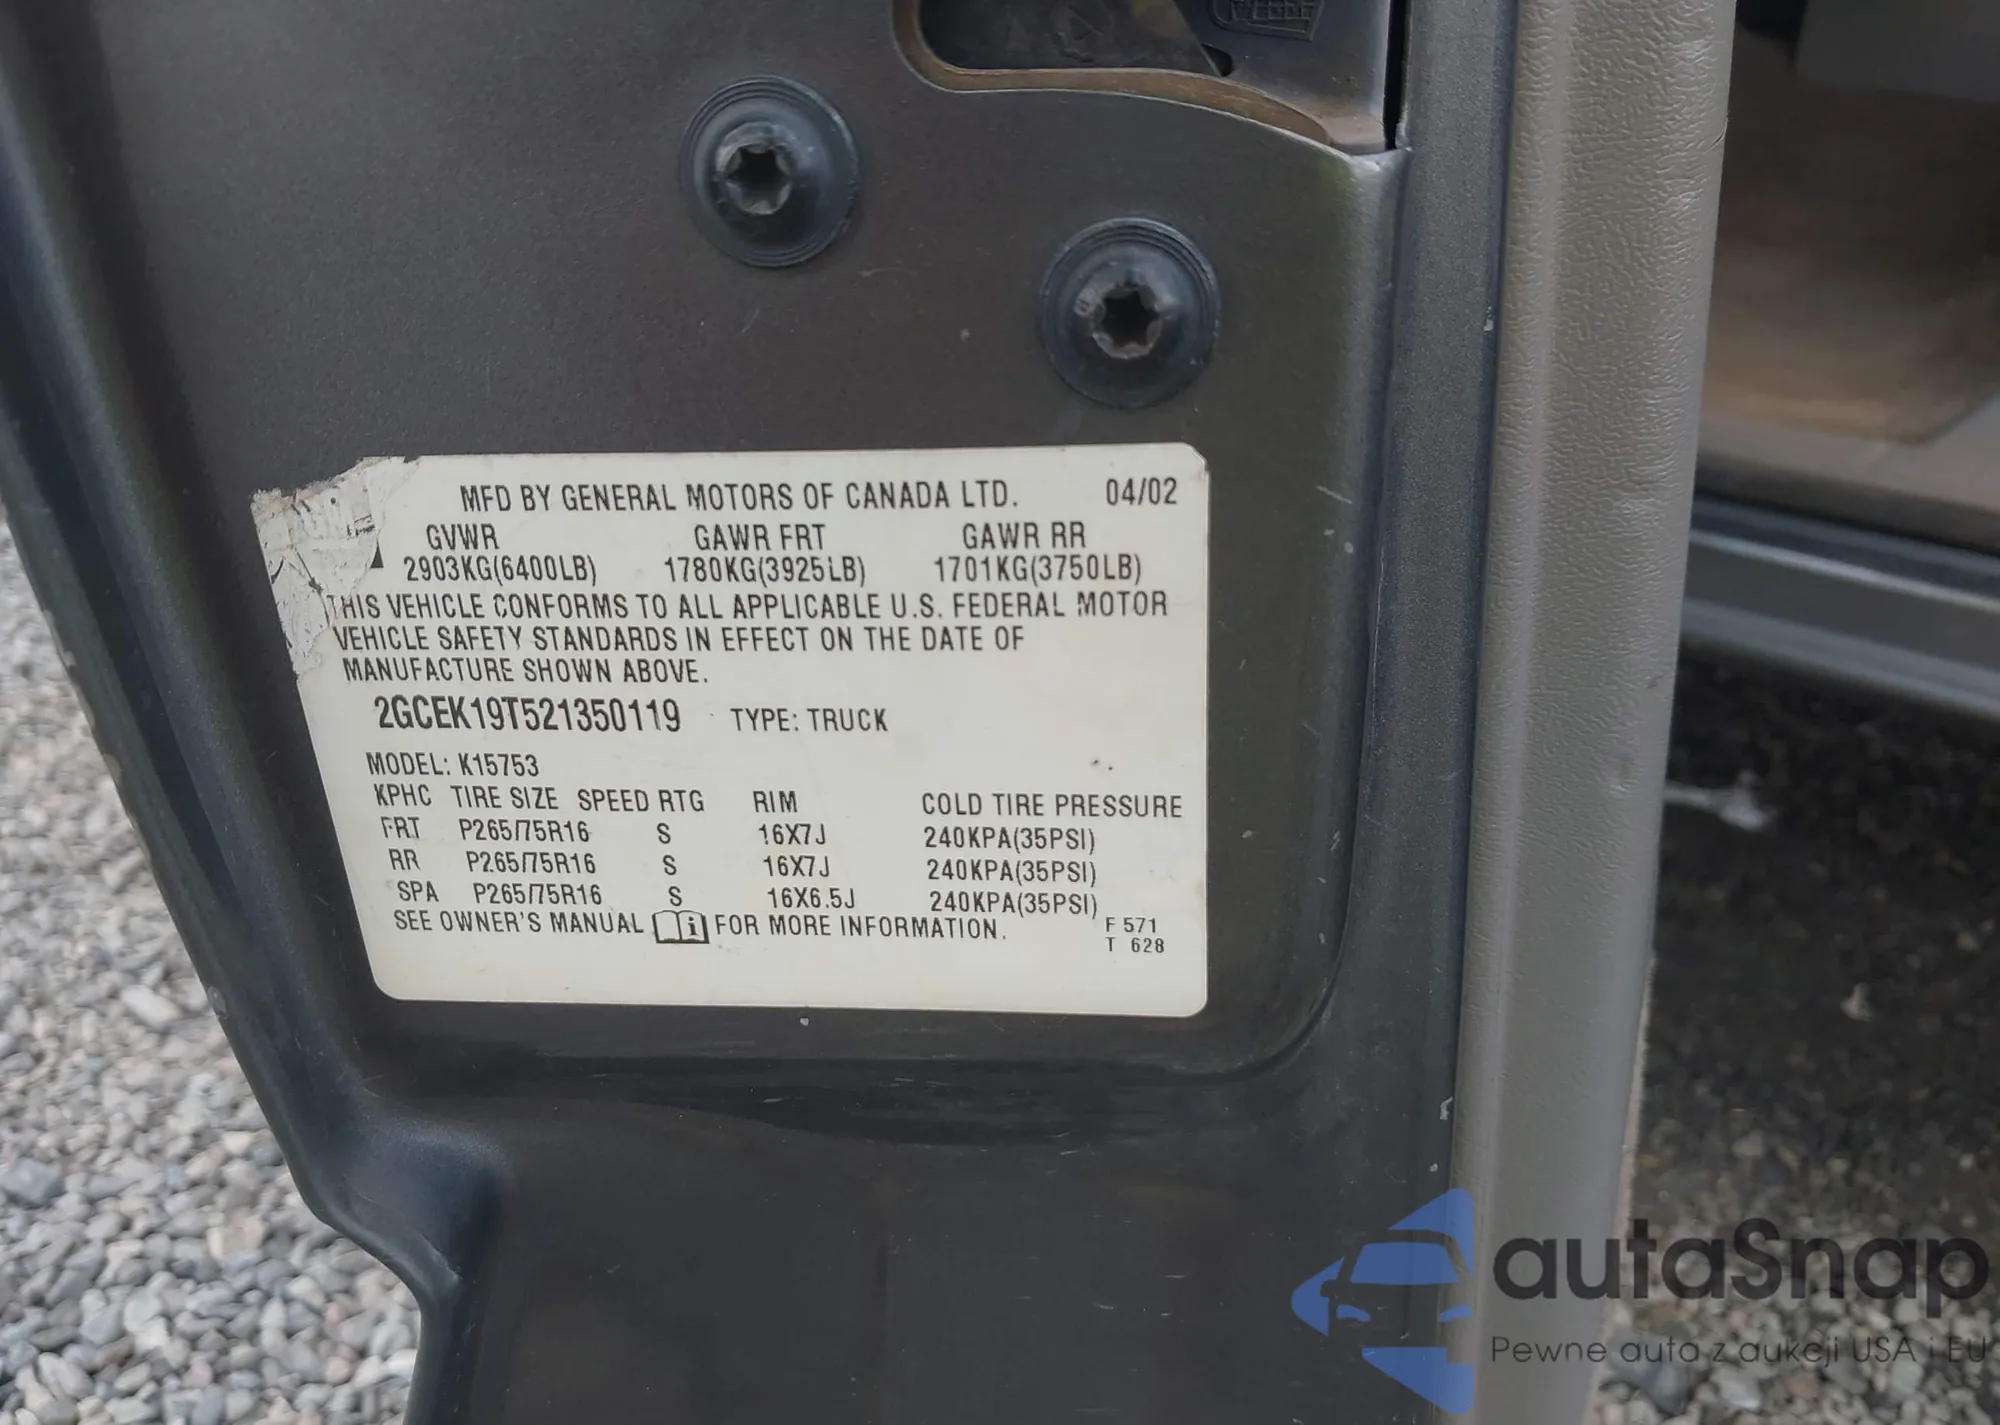 MFD BY GENERAL MOTORS OF CANADA LTD. 04/02
GVWR GAWR FRT GAWR RR
2903KG(6400LB) 1780KG(3925LB) 1701KG(3750LB)
THIS VEHICLE CONFORMS TO ALL APPLICABLE U.S. FEDERAL MOTOR
VEHICLE SAFETY STANDARDS IN EFFECT ON THE DATE OF
MANUFACTURE SHOWN ABOVE.
2GCEK19T521350119 TYPE: TRUCK
MODEL: K15753
KPHC TIRE SIZE SPEED RTG RIM COLD TIRE PRESSURE
FRT P265/75R16 S 16X7J 240KPA(35PSI)
RR P265/75R16 S 16X7J 240KPA(35PSI)
SPA P265/75R16 S 16X6.5J 240KPA(35PSI)
SEE OWNER'S MANUAL i FOR MORE INFORMATION.
F 571
T 628
autaSnap
Pewne auta z aukcji USA i EU